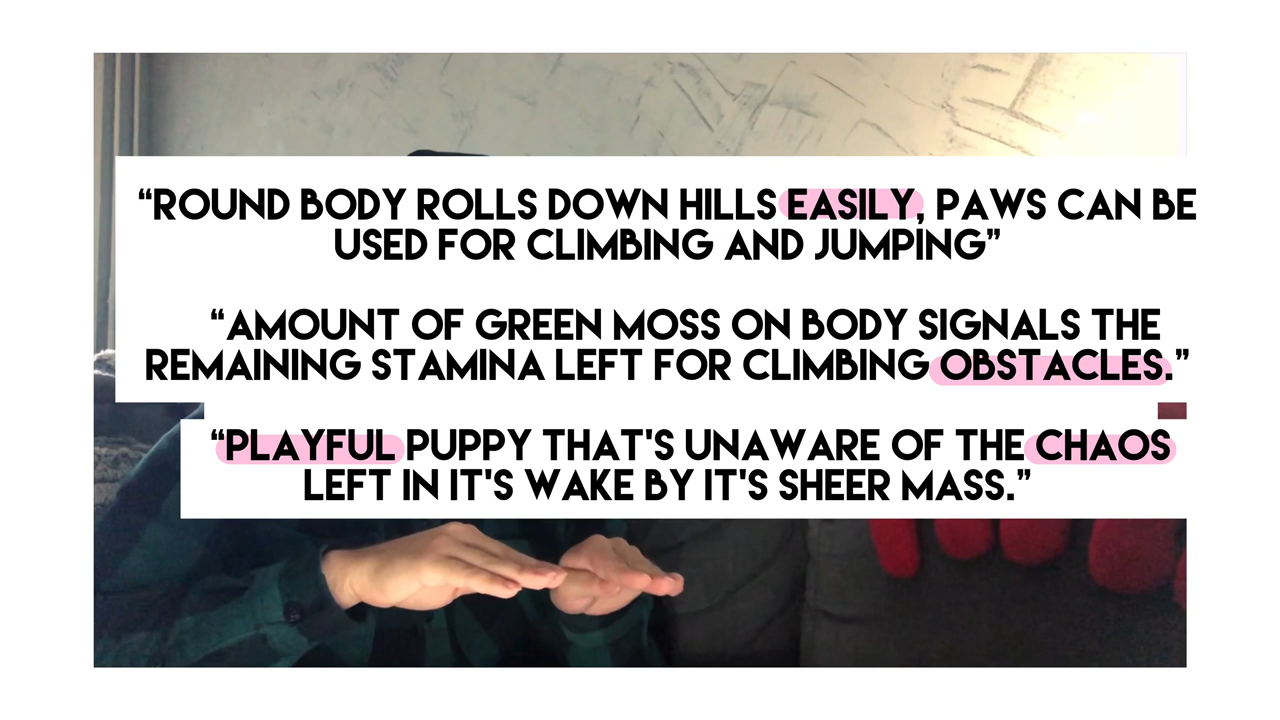 “ROUND BODY ROLLS DOWN HILLS EASILY, PAWS CAN BE
USED FOR CLIMBING AND JUMPING”
“AMOUNT OF GREEN MOSS ON BODY SIGNALS THE
REMAINING STAMINA LEFT FOR CLIMBING OBSTACLES.”
“PLAYFUL PUPPY THAT'S UNAWARE OF THE CHAOS
LEFT IN IT'S WAKE BY IT'S SHEER MASS.”